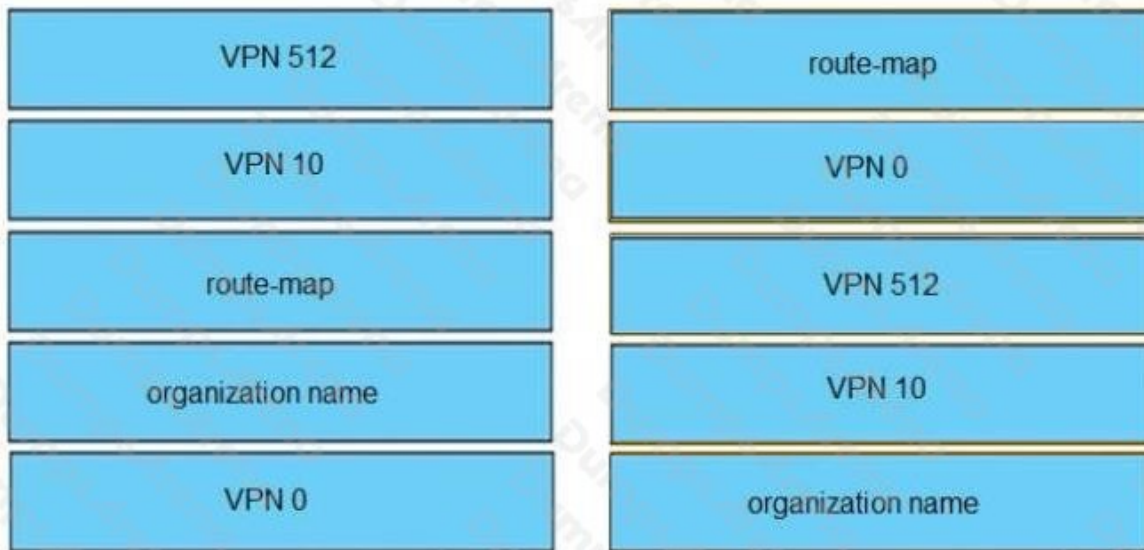 VPN 512
VPN 10
route-map
organization name
VPN 0
route-map
VPN 0
VPN 512
VPN 10
organization name